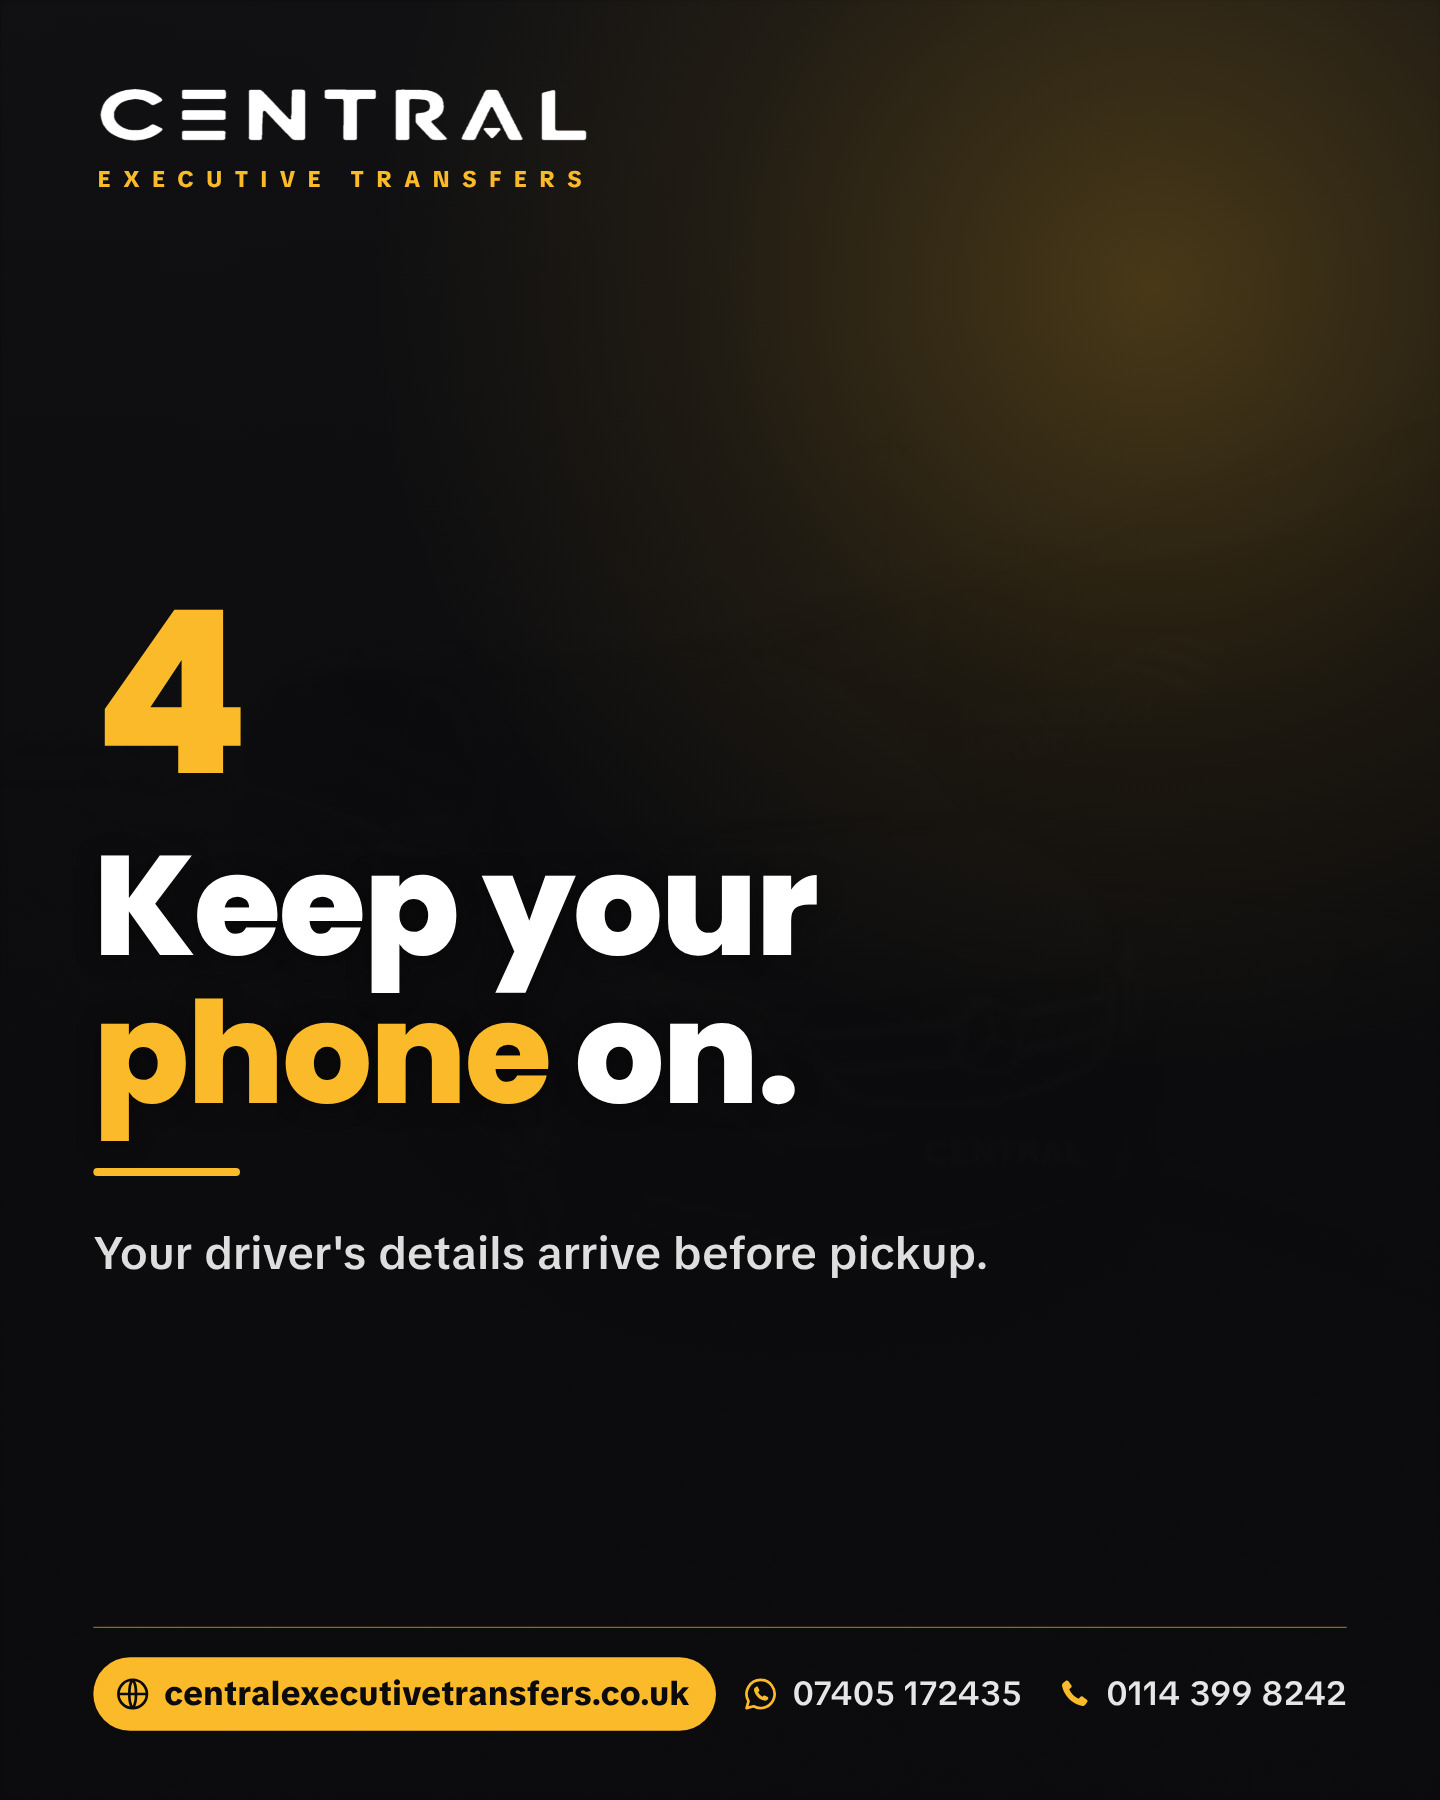 CENTRAL
EXECUTIVE TRANSFERS
4
Keep your
phone on.
Your driver's details arrive before pickup.
centralexecutivetransfers.co.uk 07405 172435 0114 399 8242